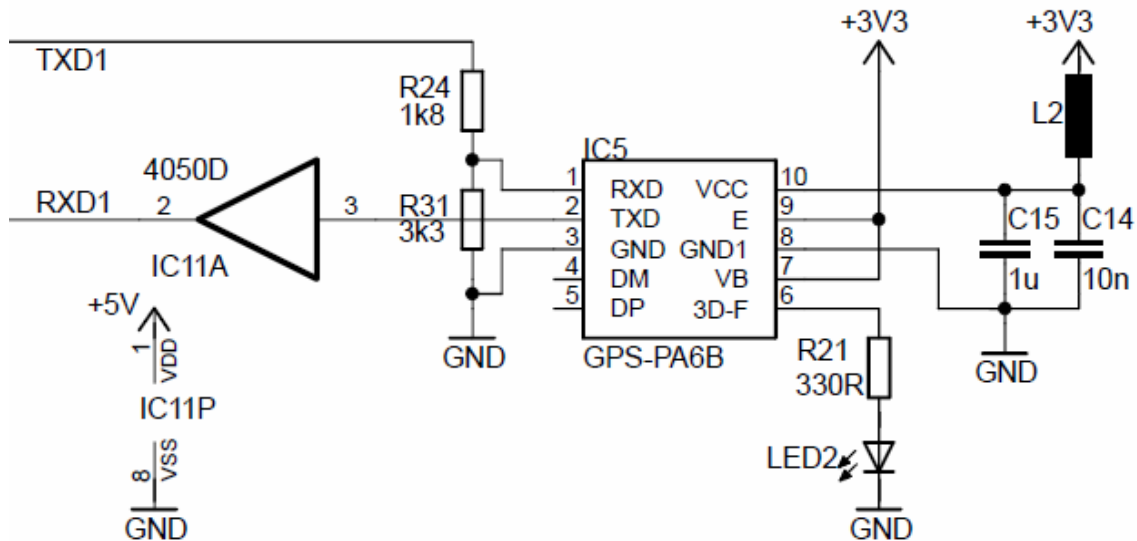 +3V3
+3V3
TXD1
R24
1k8
L2
IC5
4050D
1
RXD
VCC
10
RXD1
2
3
R31
3k3
2
TXD
E
9
C15
C14
3
GND
GND1
8
IC11A
4
DM
VB
7
1u
10n
+5V
5
DP
3D-F
6
1
VDD
GND
GPS-PA6B
R21
330R
GND
IC11P
8
VSS
LED2
GND
GND